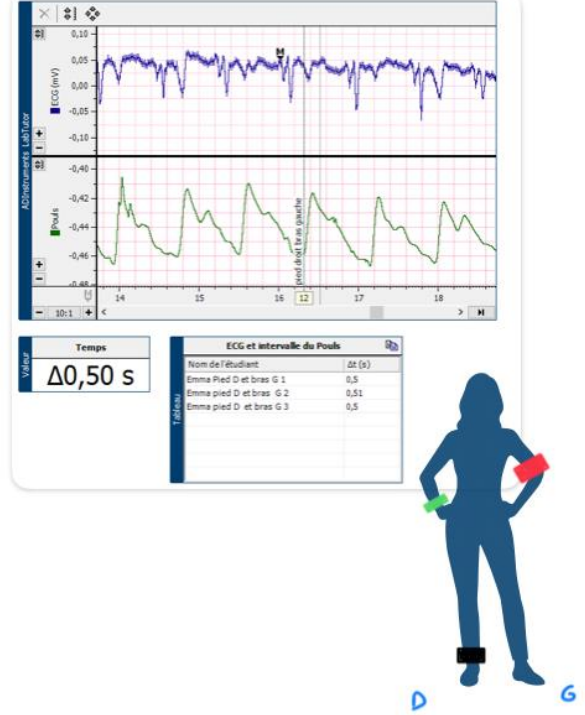 0,10
0,05
0,00
-0,05
-0,10
ECG (mV)
M
ADInstruments LabTutor
-0,40
-0,42
-0,44
-0,46
-0,48
Pouls
pied droit bras gauche
14
15
16
12
17
18
10:1
Valeur
Temps
Δ0,50 s
Tableau
ECG et intervalle du Pouls
Nom de l'étudiant Δt (s)
Emma Pied D et bras G 1 0,5
Emma pied D et bras G 2 0,51
Emma pied D et bras G 3 0,5
D
G